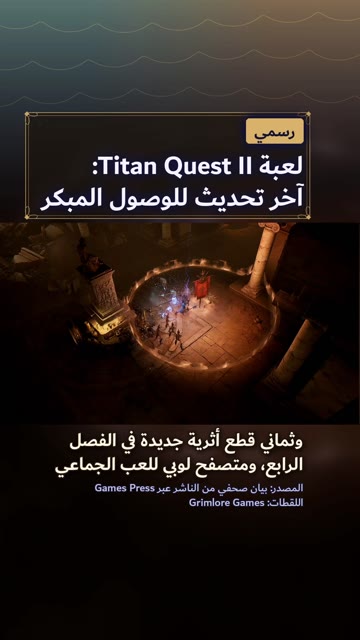 رسمي
لعبة Titan Quest II:
آخر تحديث للوصول المبكر
وثماني قطع أثرية جديدة في الفصل
الرابع، ومتصفح لوبي للعب الجماعي
المصدر: بيان صحفي من الناشر عبر Games Press
اللقطات: Grimlore Games